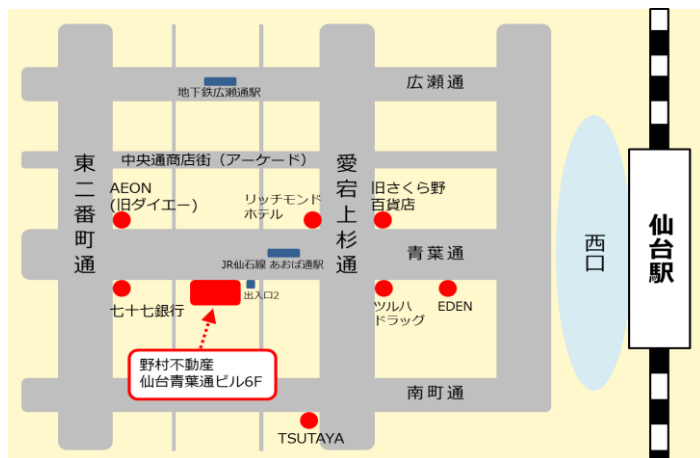 地下鉄広瀬通駅
広瀬通
中央通商店街（アーケード）
東二番町通
愛宕上杉通
AEON
(旧ダイエー)
リッチモンド
ホテル
旧さくら野
百貨店
仙台駅
西口
青葉通
JR仙石線 あおば通駅
出入口2
七十七銀行
ツルハ
ドラッグ
EDEN
野村不動産
仙台青葉通ビル6F
南町通
TSUTAYA